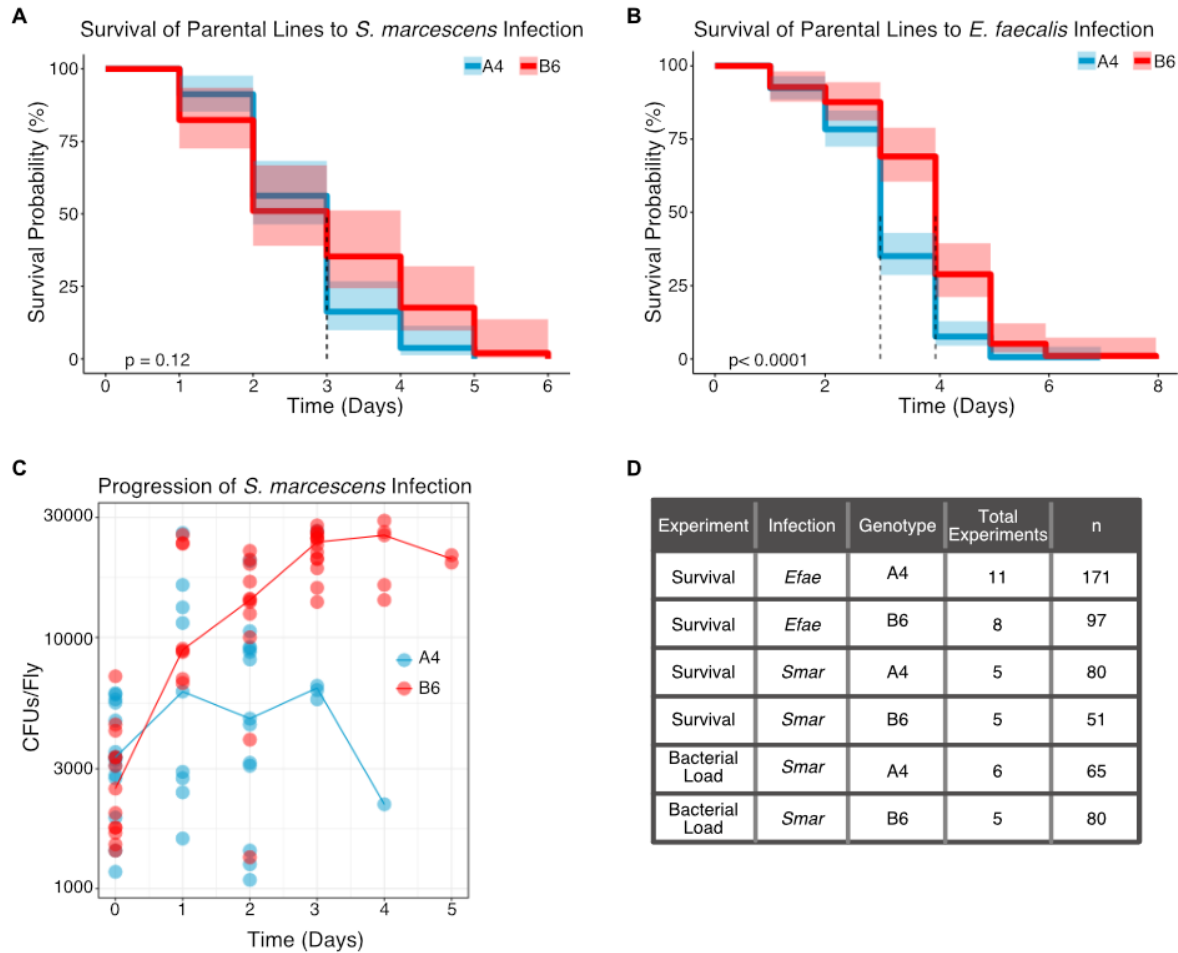 A
Survival of Parental Lines to S. marcescens Infection
A4
B6
Survival Probability (%)
100
75
50
25
0
p = 0.12
0
1
2
3
4
5
6
Time (Days)
B
Survival of Parental Lines to E. faecalis Infection
A4
B6
Survival Probability (%)
100
75
50
25
0
p< 0.0001
0
2
4
6
8
Time (Days)
C
Progression of S. marcescens Infection
CFUs/Fly
30000
10000
3000
1000
A4
B6
0
1
2
3
4
5
Time (Days)
D
Experiment Infection Genotype Total Experiments n
Survival Efae A4 11 171
Survival Efae B6 8 97
Survival Smar A4 5 80
Survival Smar B6 5 51
Bacterial Load Smar A4 6 65
Bacterial Load Smar B6 5 80